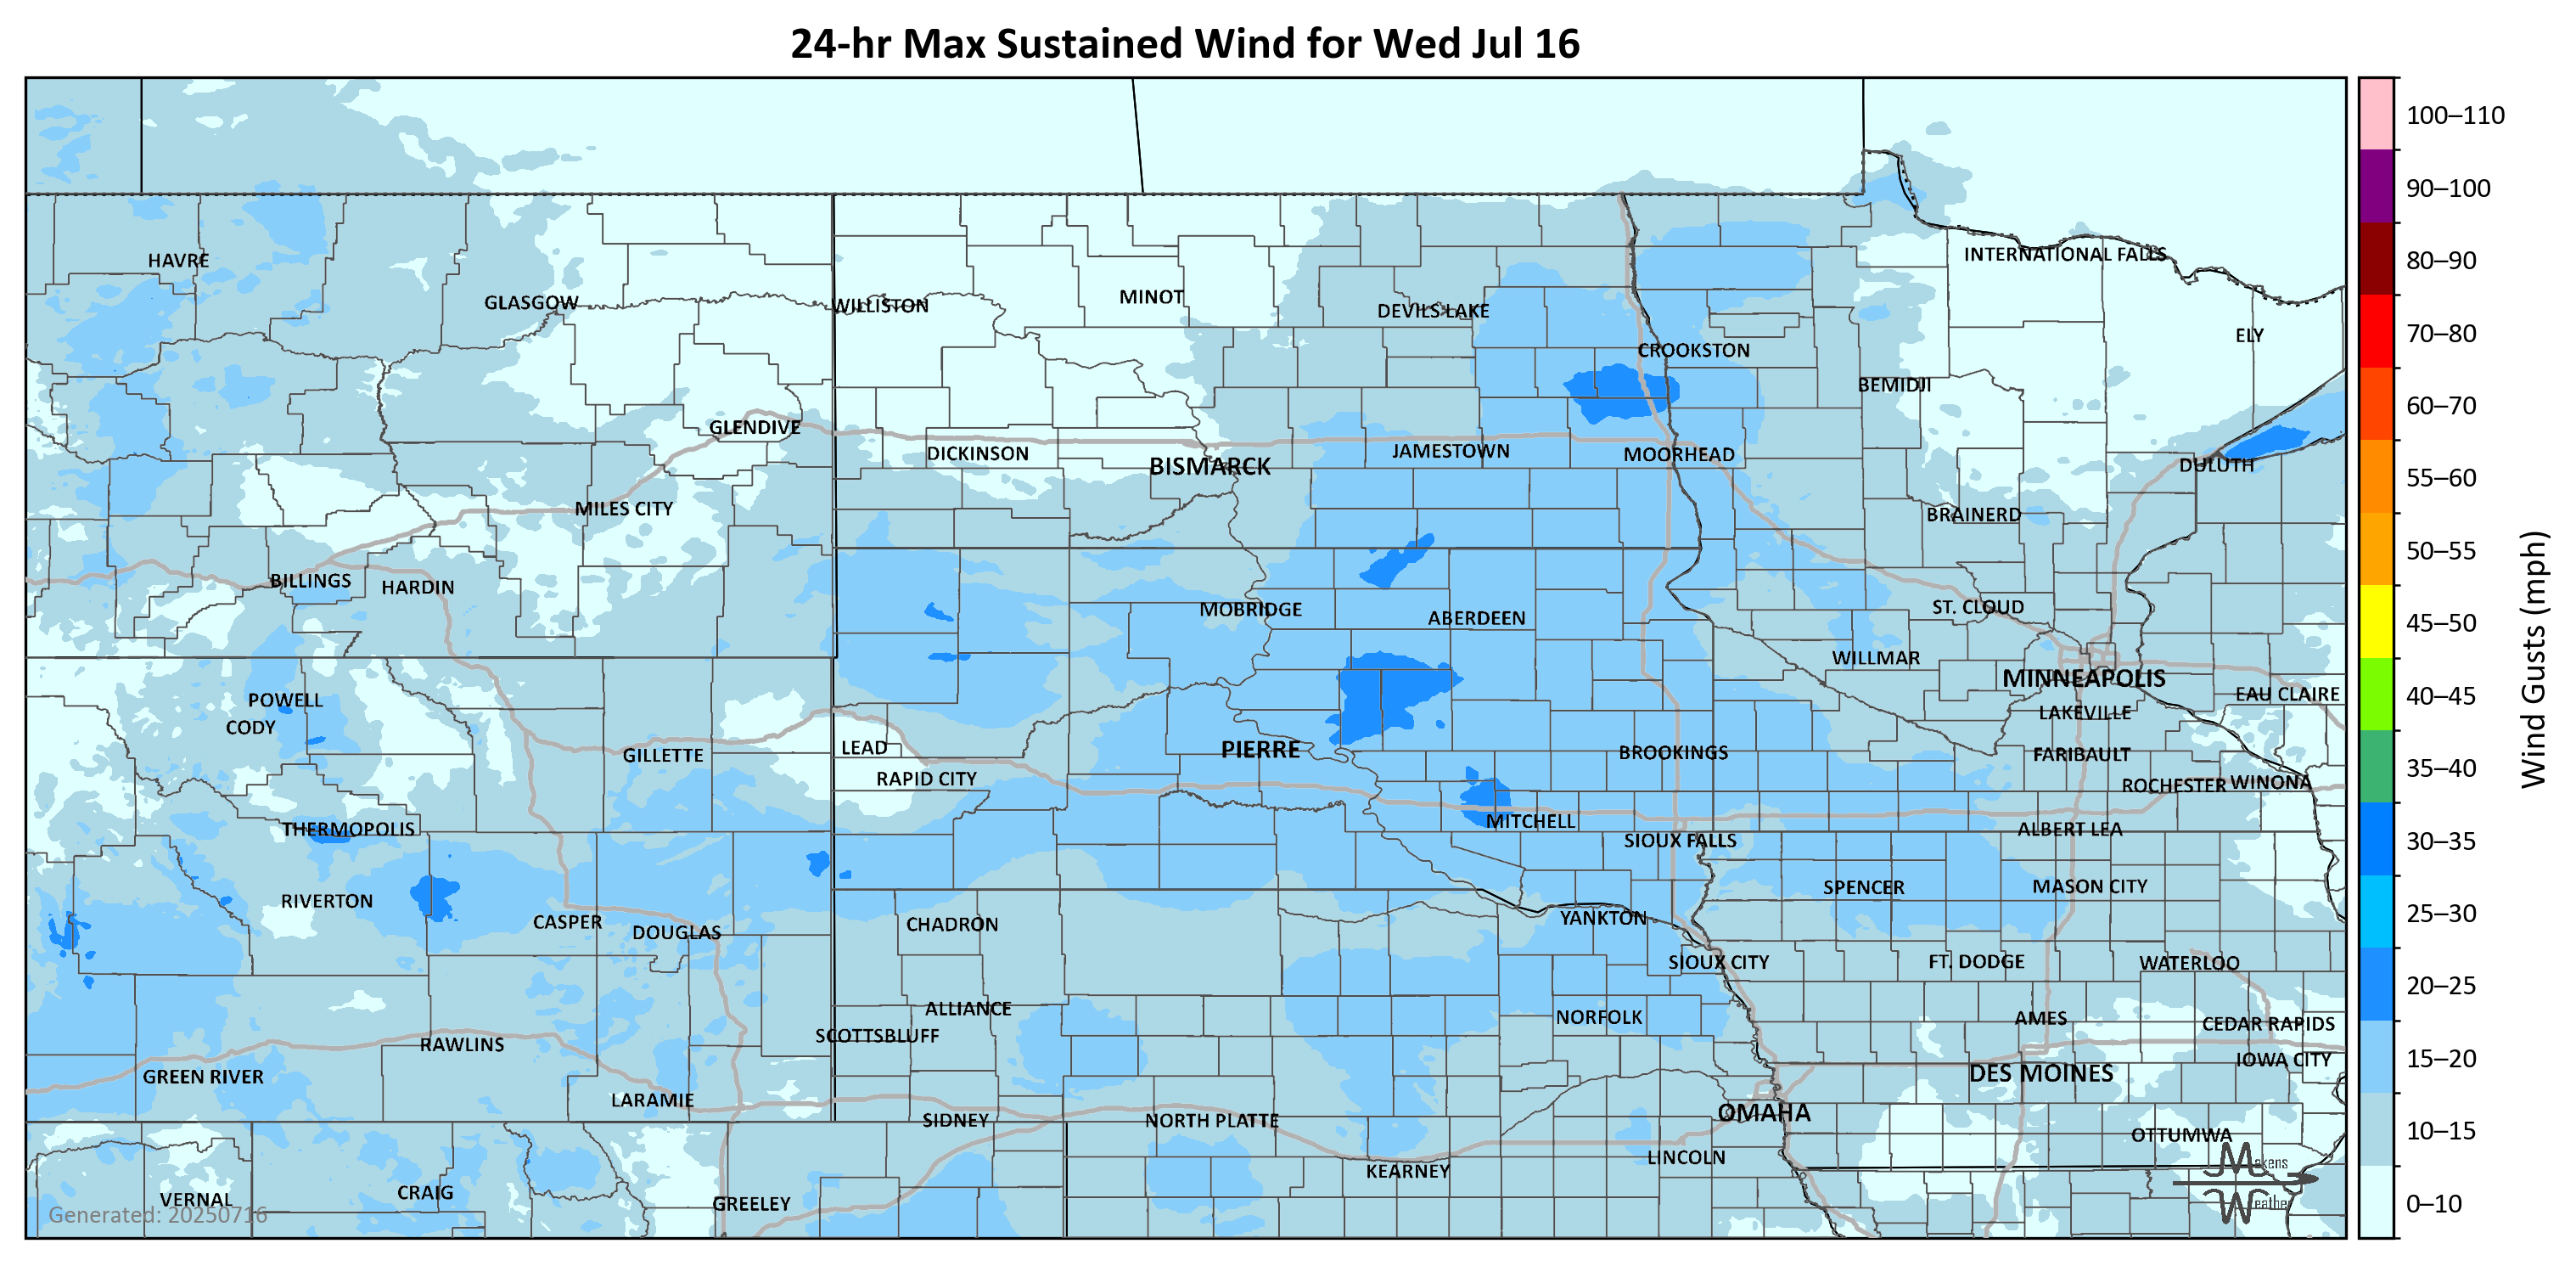 24-hr Max Sustained Wind for Wed Jul 16
100–110
90–100
80–90
70–80
60–70
55–60
50–55
45–50
40–45
35–40
30–35
25–30
20–25
15–20
10–15
0–10
Wind Gusts (mph)
HAVRE
GLASGOW
WILLISTON
MINOT
DEVILS LAKE
INTERNATIONAL FALLS
ELY
CROOKSTON
BEMIDJI
GLENDIVE
DICKINSON
BISMARCK
JAMESTOWN
MOORHEAD
DULUTH
MILES CITY
BRAINERD
BILLINGS
HARDIN
MOBRIDGE
ABERDEEN
ST. CLOUD
WILLMAR
MINNEAPOLIS
EAU CLAIRE
POWELL
CODY
LAKEVILLE
GILLETTE
LEAD
PIERRE
BROOKINGS
FARIBAULT
RAPID CITY
ROCHESTER
WINONA
THERMOPOLIS
MITCHELL
SIOUX FALLS
ALBERT LEA
RIVERTON
SPENCER
MASON CITY
CASPER
DOUGLAS
CHADRON
YANKTON
SIOUX CITY
FT. DODGE
WATERLOO
ALLIANCE
NORFOLK
AMES
CEDAR RAPIDS
SCOTTSBLUFF
RAWLINS
IOWA CITY
GREEN RIVER
DES MOINES
LARAMIE
OMAHA
SIDNEY
NORTH PLATTE
OTTUMWA
LINCOLN
KEARNEY
VERNAL
CRAIG
GREELEY
Generated: 20250716
Makens
Weather